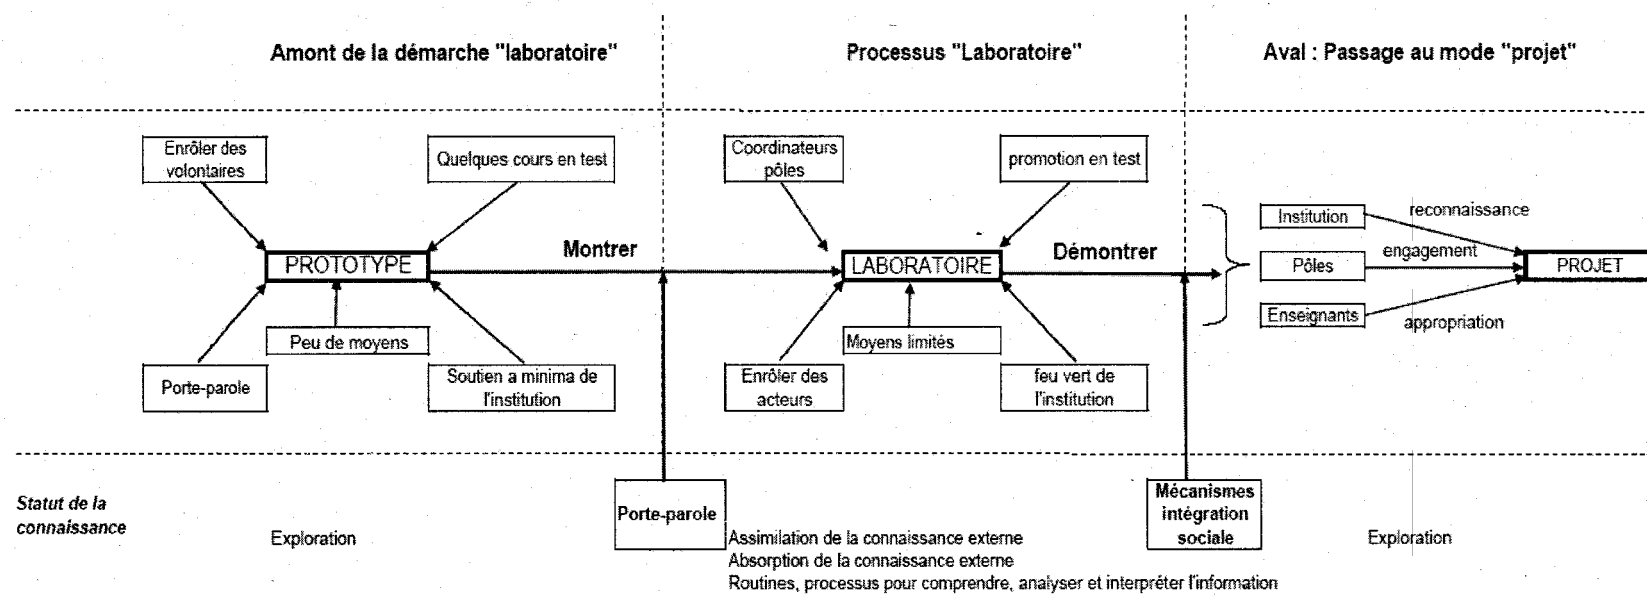 Amont de la démarche "laboratoire"
Processus "Laboratoire"
Aval : Passage au mode "projet"
Enrôler des
volontaires
Quelques cours en test
Coordinateurs
pôles
promotion en test
Institution
reconnaissance
Montrer
Démontrer
engagement
PROTOTYPE
LABORATOIRE
Pôles
PROJET
Peu de moyens
Moyens limités
Enseignants
appropriation
Porte-parole
Soutien a minima de
l'institution
Enrôler des
acteurs
feu vert de
l'institution
Statut de la
connaissance
Exploration
Porte-parole
Assimilation de la connaissance externe
Absorption de la connaissance externe
Routines, processus pour comprendre, analyser et interpréter l'information
Mécanismes
intégration
sociale
Exploration